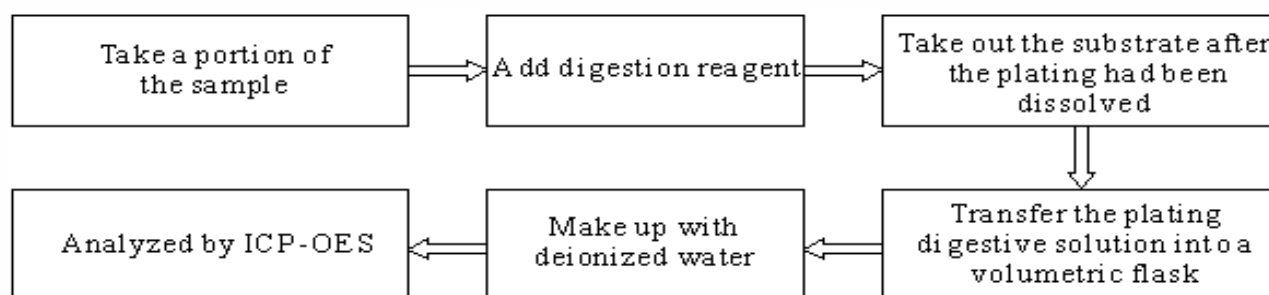 Take a portion of
the sample
Add digestion reagent
Take out the substrate after
the plating had been
dissolved
Transfer the plating
digestive solution into a
volumetric flask
Make up with
deionized water
Analyzed by ICP-OES